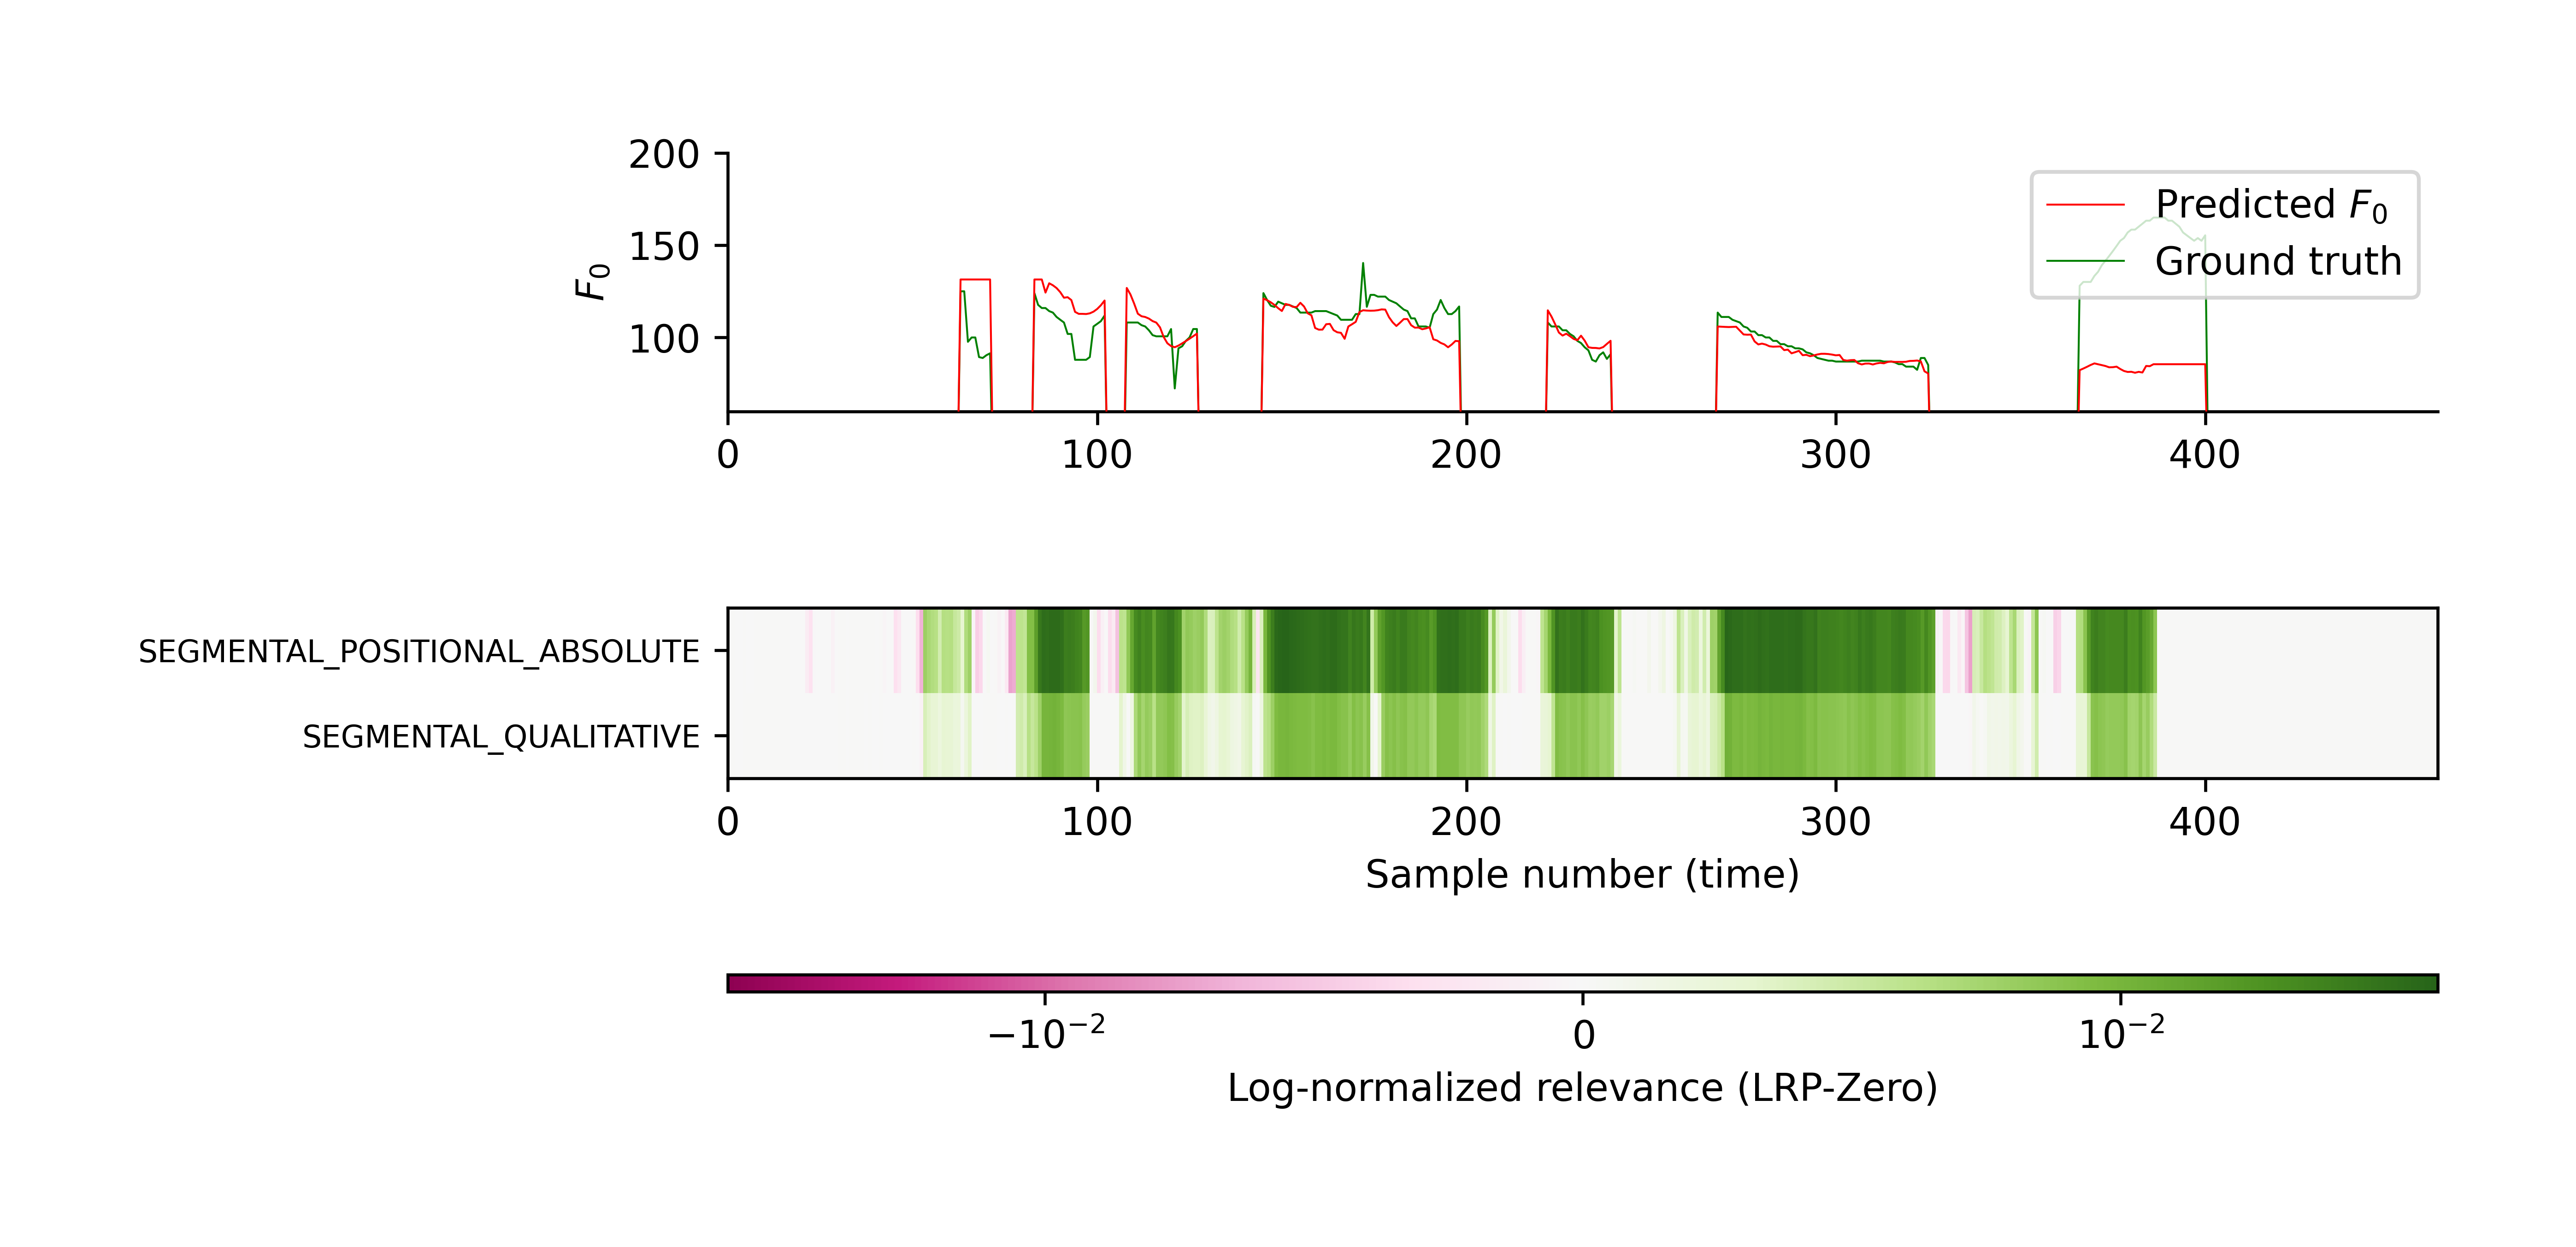 200
150
100
F₀
Predicted F₀
Ground truth
0 100 200 300 400
SEGMENTAL_POSITIONAL_ABSOLUTE
SEGMENTAL_QUALITATIVE
0 100 200 300 400
Sample number (time)
−10⁻² 0 10⁻²
Log-normalized relevance (LRP-Zero)